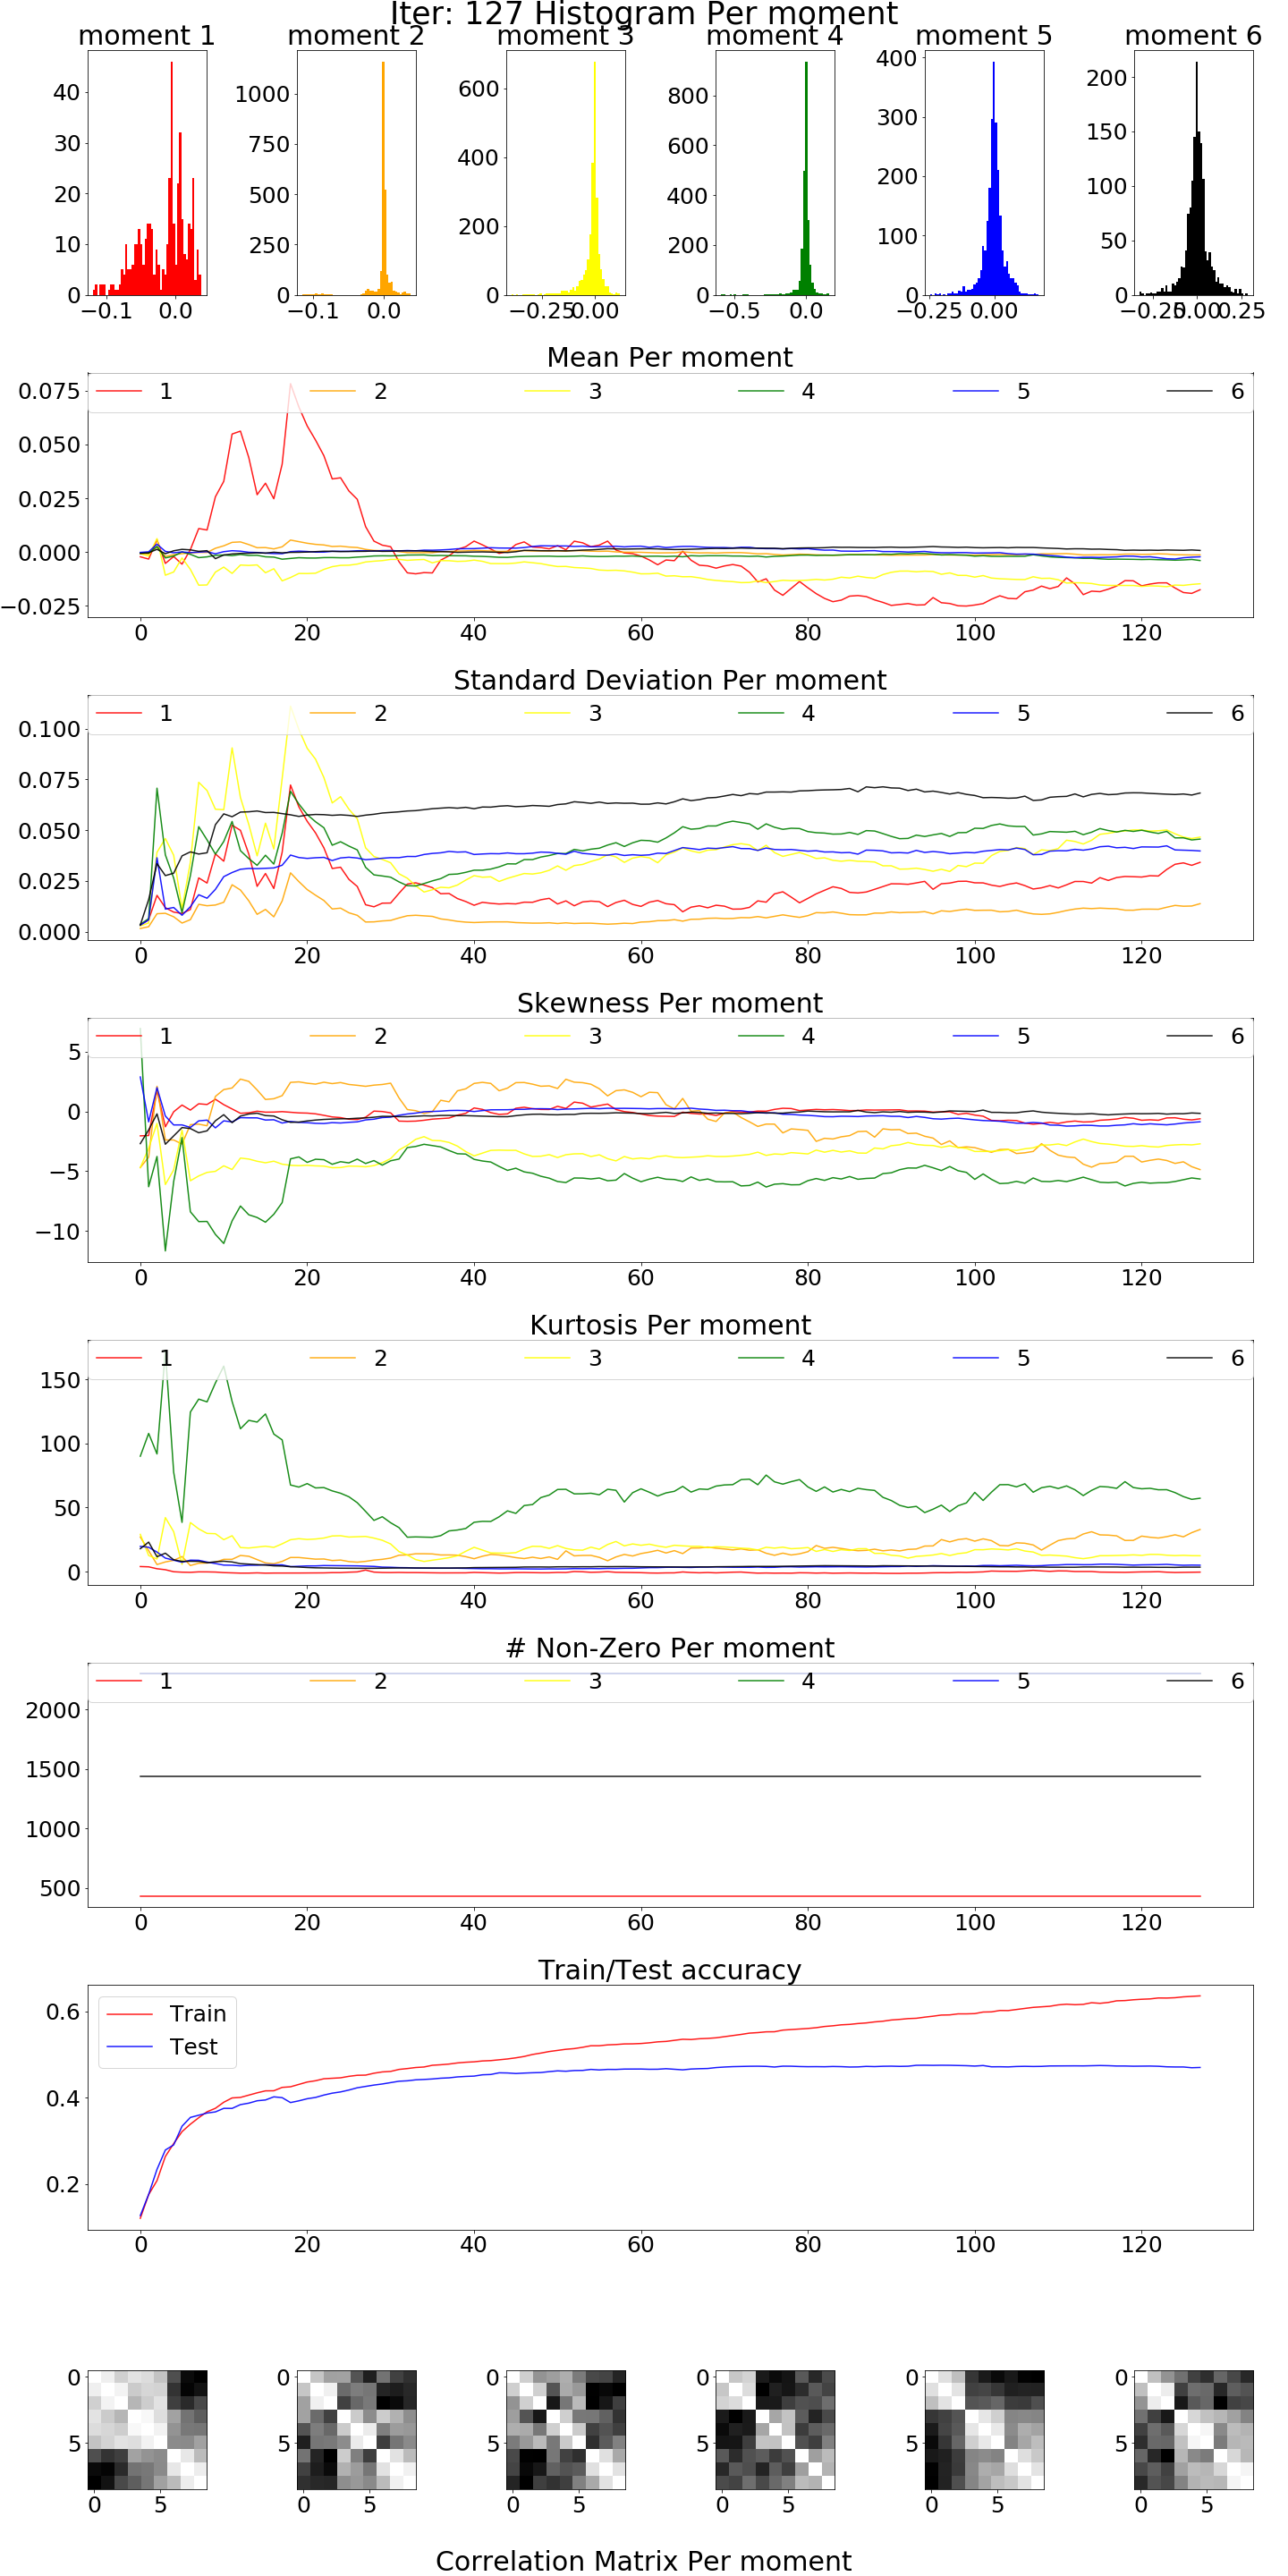 Iter: 127 Histogram Per moment
moment 1 moment 2 moment 3 moment 4 moment 5 moment 6
40 30 20 10 0
−0.1 0.0
1000 750 500 250 0
−0.1 0.0
600 400 200 0
−0.25 0.00
800 600 400 200 0
−0.5 0.0
400 300 200 100 0
−0.25 0.00
200 150 100 50 0
−0.25 0.00 0.25
Mean Per moment
1 2 3 4 5 6
0.075
0.050
0.025
0.000
−0.025
0 20 40 60 80 100 120
Standard Deviation Per moment
1 2 3 4 5 6
0.100
0.075
0.050
0.025
0.000
0 20 40 60 80 100 120
Skewness Per moment
1 2 3 4 5 6
5
0
−5
−10
0 20 40 60 80 100 120
Kurtosis Per moment
1 2 3 4 5 6
150
100
50
0
0 20 40 60 80 100 120
# Non-Zero Per moment
1 2 3 4 5 6
2000
1500
1000
500
0 20 40 60 80 100 120
Train/Test accuracy
Train
Test
0.6
0.4
0.2
0 20 40 60 80 100 120
0 0 0 0 0 0
5 5 5 5 5 5
0 5 0 5 0 5 0 5 0 5 0 5
Correlation Matrix Per moment